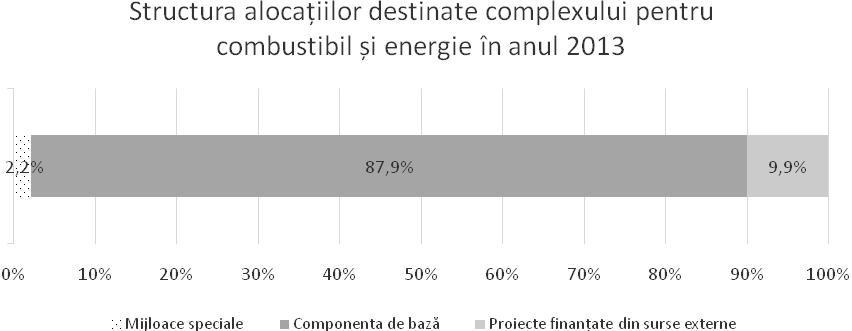 Structura alocațiilor destinate complexului pentru
combustibil și energie în anul 2013
2,2% 87,9% 9,9%
0% 10% 20% 30% 40% 50% 60% 70% 80% 90% 100%
Mijloace speciale Componenta de bază Proiecte finanțate din surse externe